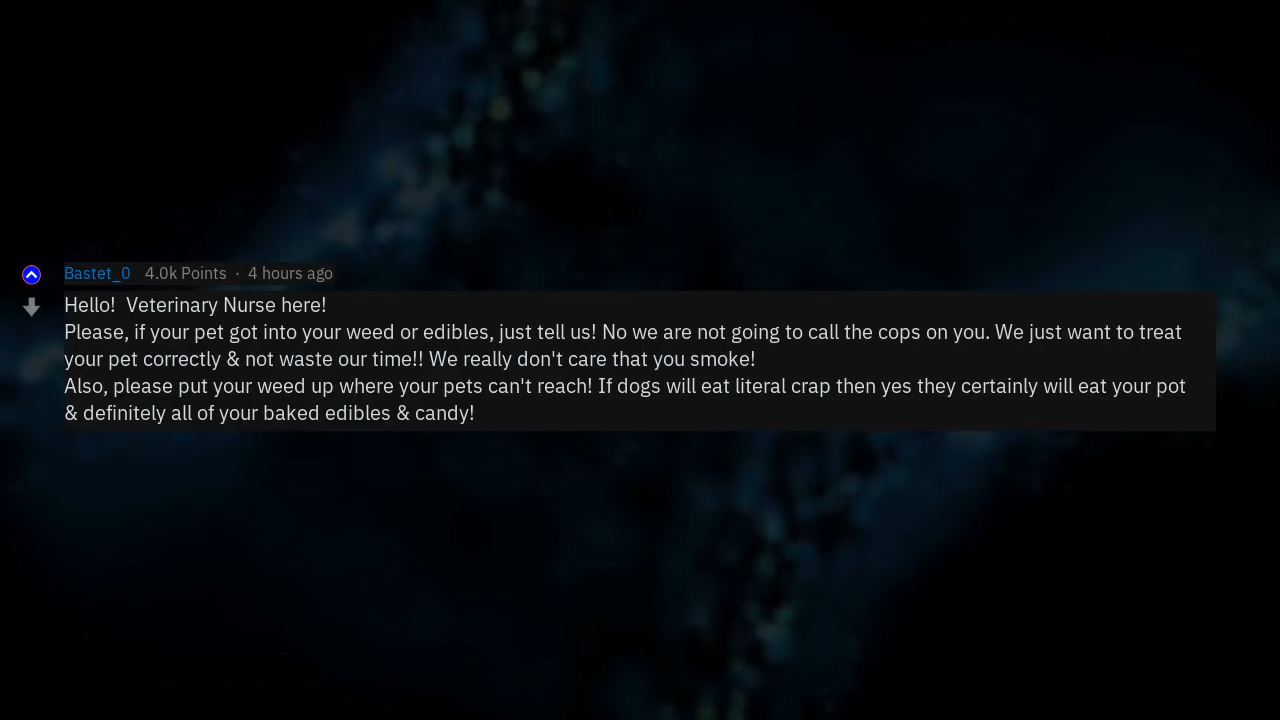 Bastet_0 4.0k Points · 4 hours ago
Hello!  Veterinary Nurse here!
Please, if your pet got into your weed or edibles, just tell us! No we are not going to call the cops on you. We just want to treat
your pet correctly & not waste our time!! We really don't care that you smoke!
Also, please put your weed up where your pets can't reach! If dogs will eat literal crap then yes they certainly will eat your pot
& definitely all of your baked edibles & candy!